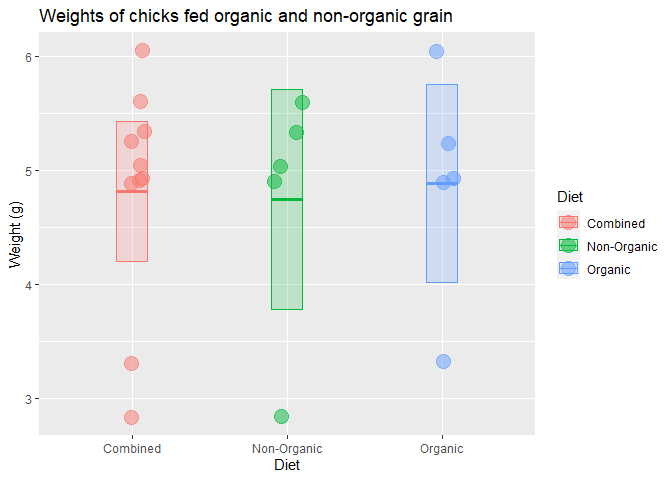 Weights of chicks fed organic and non-organic grain
6
5
4
3
Weight (g)
Combined
Non-Organic
Organic
Diet
Diet
Combined
Non-Organic
Organic